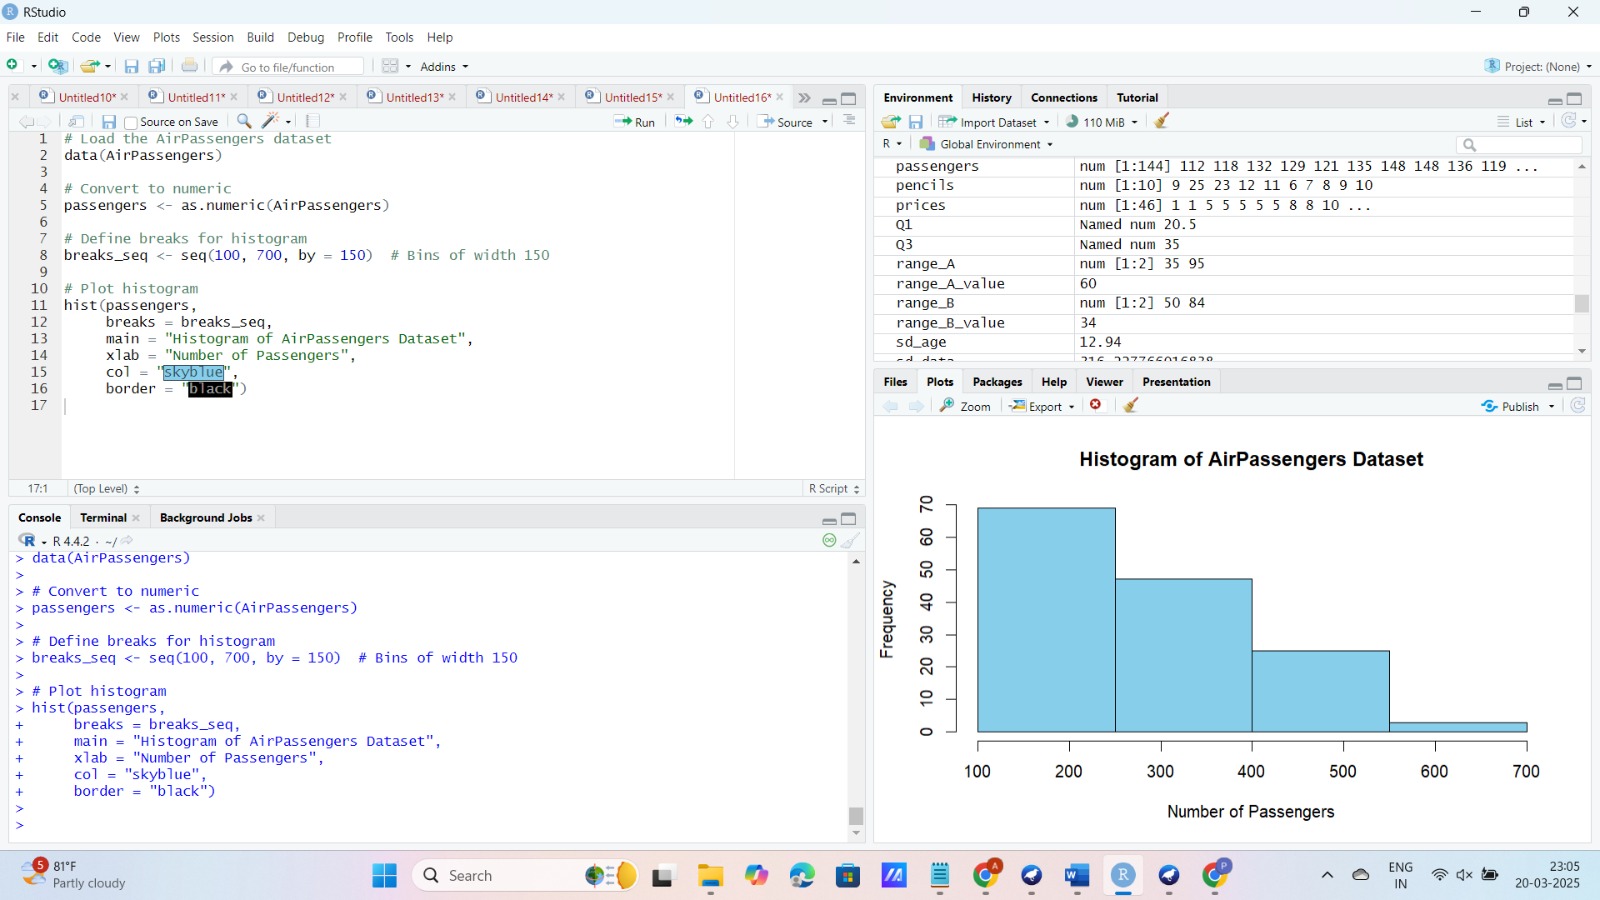 RStudio
File Edit Code View Plots Session Build Debug Profile Tools Help
Go to file/function Addins Project: (None)
Untitled10* Untitled11* Untitled12* Untitled13* Untitled14* Untitled15* Untitled16*
Source on Save Run Source
1 # Load the AirPassengers dataset
2 data(AirPassengers)
3
4 # Convert to numeric
5 passengers <- as.numeric(AirPassengers)
6
7 # Define breaks for histogram
8 breaks_seq <- seq(100, 700, by = 150)  # Bins of width 150
9
10 # Plot histogram
11 hist(passengers,
12 breaks = breaks_seq,
13 main = "Histogram of AirPassengers Dataset",
14 xlab = "Number of Passengers",
15 col = "skyblue",
16 border = "black")
17
17:1 (Top Level) R Script
Console Terminal Background Jobs
R 4.4.2 · ~/
> data(AirPassengers)
>
> # Convert to numeric
> passengers <- as.numeric(AirPassengers)
>
> # Define breaks for histogram
> breaks_seq <- seq(100, 700, by = 150)  # Bins of width 150
>
> # Plot histogram
> hist(passengers,
+ breaks = breaks_seq,
+ main = "Histogram of AirPassengers Dataset",
+ xlab = "Number of Passengers",
+ col = "skyblue",
+ border = "black")
>
>
Environment History Connections Tutorial
Import Dataset 110 MiB List
R Global Environment
passengers num [1:144] 112 118 132 129 121 135 148 148 136 119 ...
pencils num [1:10] 9 25 23 12 11 6 7 8 9 10
prices num [1:46] 1 1 5 5 5 5 5 8 8 10 ...
Q1 Named num 20.5
Q3 Named num 35
range_A num [1:2] 35 95
range_A_value 60
range_B num [1:2] 50 84
range_B_value 34
sd_age 12.94
sd_data 316.227766016838
Files Plots Packages Help Viewer Presentation
Zoom Export Publish
Histogram of AirPassengers Dataset
Frequency
70
60
50
40
30
20
10
0
100 200 300 400 500 600 700
Number of Passengers
5 81°F
Partly cloudy
Search
A
P
ENG
IN
23:05
20-03-2025